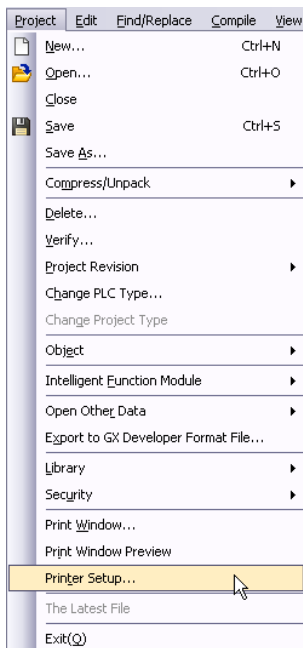 Project Edit Find/Replace Compile View
New... Ctrl+N
Open... Ctrl+O
Close
Save Ctrl+S
Save As...
Compress/Unpack
Delete...
Verify...
Project Revision
Change PLC Type...
Change Project Type
Object
Intelligent Function Module
Open Other Data
Export to GX Developer Format File...
Library
Security
Print Window...
Print Window Preview
Printer Setup...
The Latest File
Exit(Q)